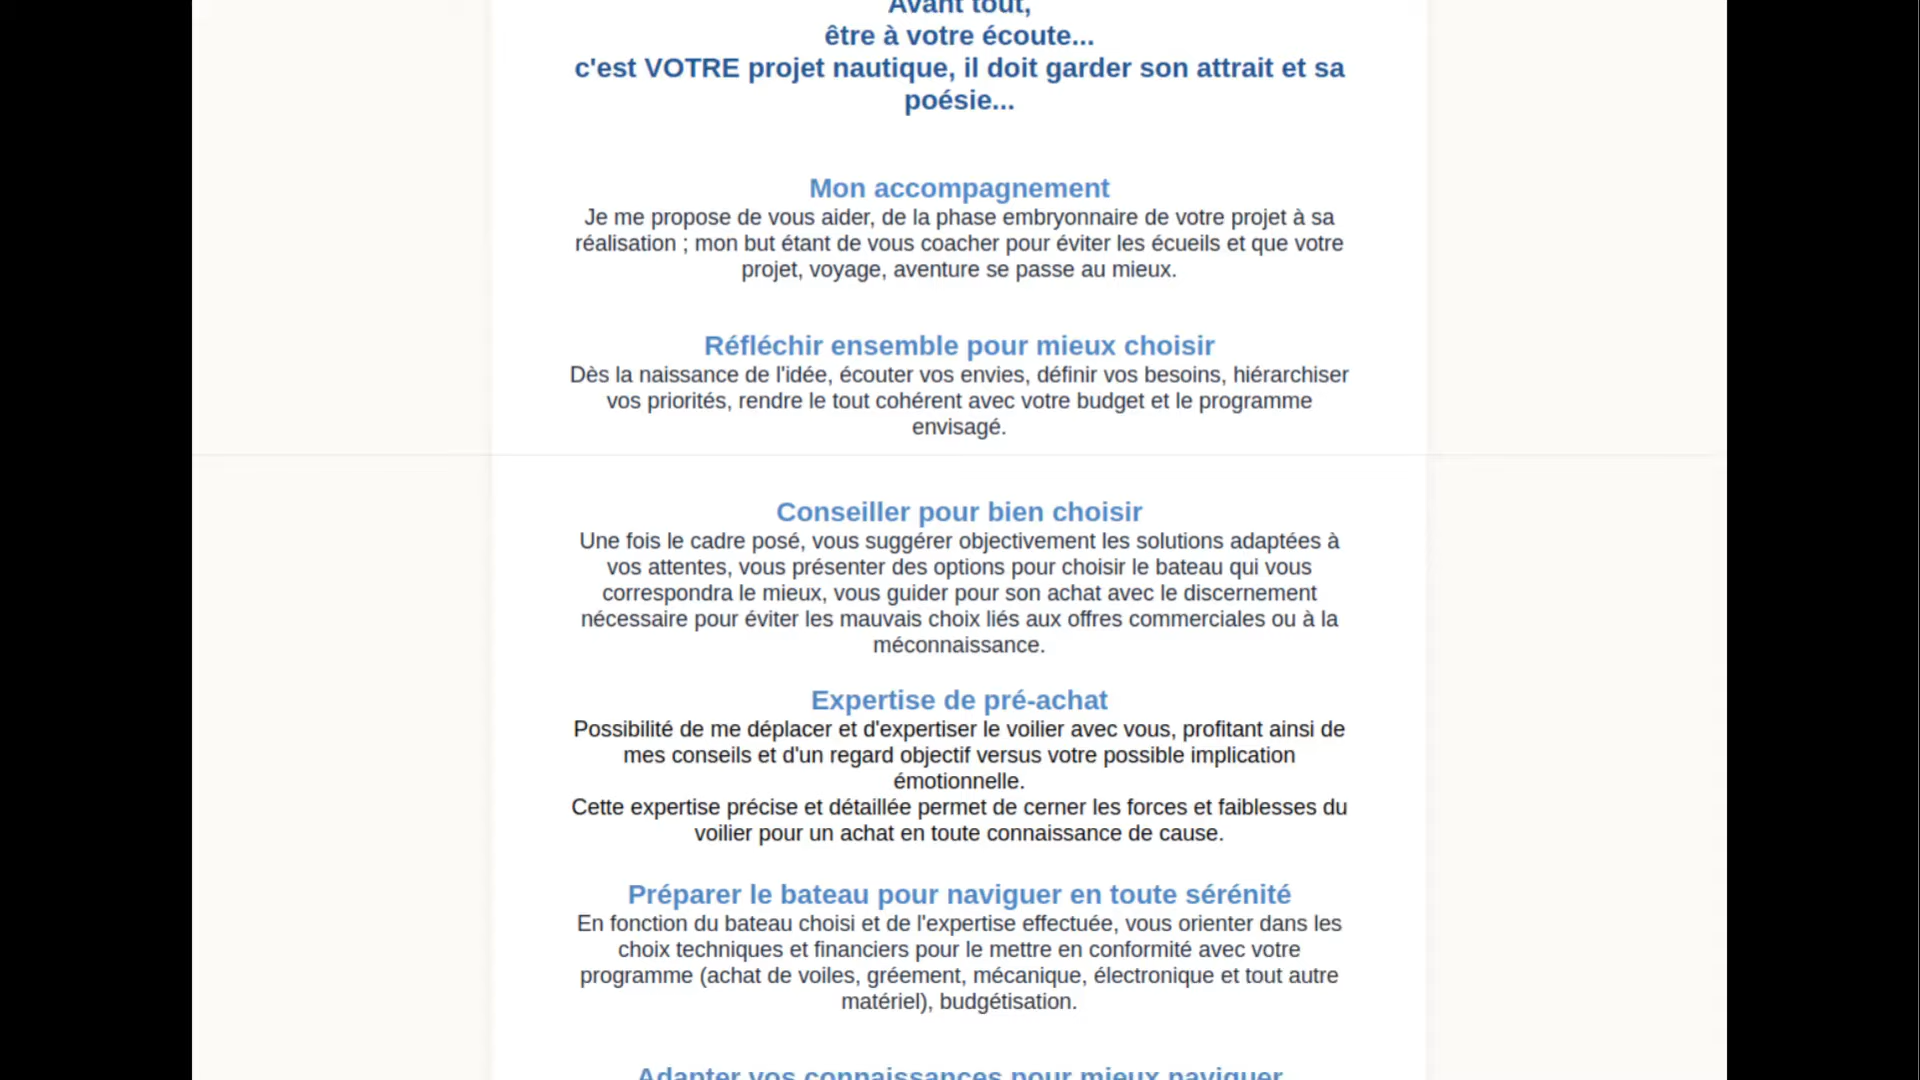 Avant tout,
être à votre écoute...
c'est VOTRE projet nautique, il doit garder son attrait et sa
poésie...
Mon accompagnement
Je me propose de vous aider, de la phase embryonnaire de votre projet à sa
réalisation ; mon but étant de vous coacher pour éviter les écueils et que votre
projet, voyage, aventure se passe au mieux.
Réfléchir ensemble pour mieux choisir
Dès la naissance de l'idée, écouter vos envies, définir vos besoins, hiérarchiser
vos priorités, rendre le tout cohérent avec votre budget et le programme
envisagé.
Conseiller pour bien choisir
Une fois le cadre posé, vous suggérer objectivement les solutions adaptées à
vos attentes, vous présenter des options pour choisir le bateau qui vous
correspondra le mieux, vous guider pour son achat avec le discernement
nécessaire pour éviter les mauvais choix liés aux offres commerciales ou à la
méconnaissance.
Expertise de pré-achat
Possibilité de me déplacer et d'expertiser le voilier avec vous, profitant ainsi de
mes conseils et d'un regard objectif versus votre possible implication
émotionnelle.
Cette expertise précise et détaillée permet de cerner les forces et faiblesses du
voilier pour un achat en toute connaissance de cause.
Préparer le bateau pour naviguer en toute sérénité
En fonction du bateau choisi et de l'expertise effectuée, vous orienter dans les
choix techniques et financiers pour le mettre en conformité avec votre
programme (achat de voiles, gréement, mécanique, électronique et tout autre
matériel), budgétisation.
Adapter vos connaissances pour mieux naviguer